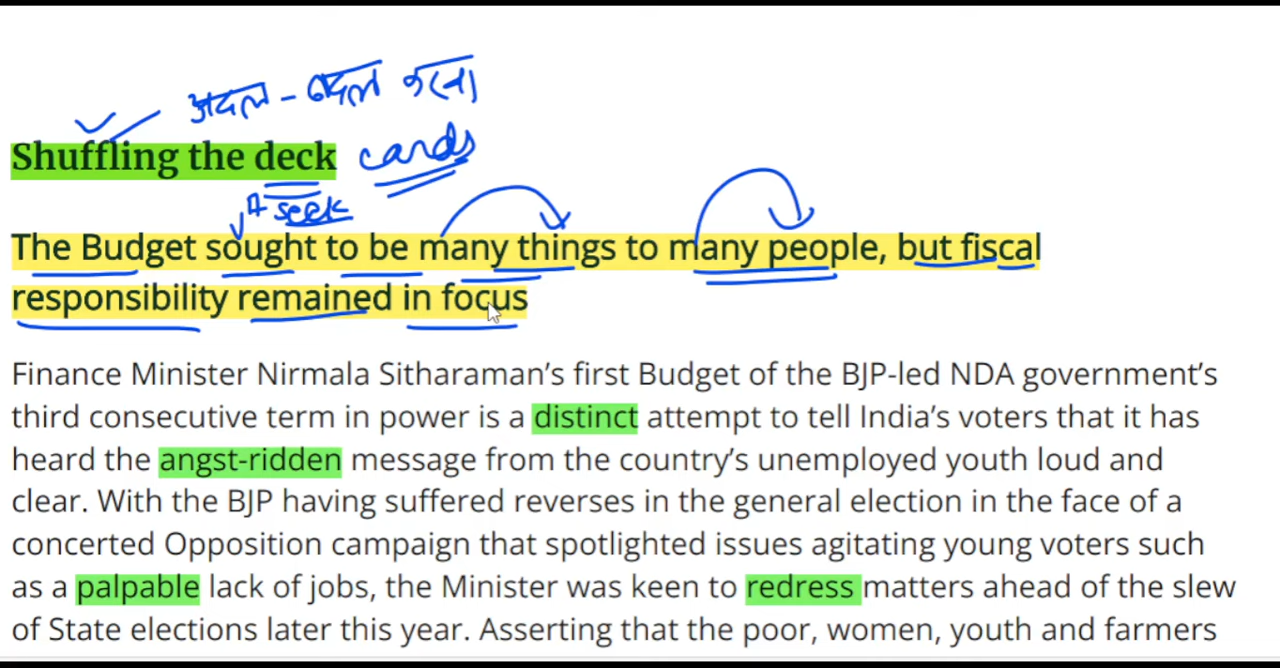 अदल - बदल करना
Shuffling the deck cards
seek
The Budget sought to be many things to many people, but fiscal
responsibility remained in focus
Finance Minister Nirmala Sitharaman’s first Budget of the BJP-led NDA government’s
third consecutive term in power is a distinct attempt to tell India’s voters that it has
heard the angst-ridden message from the country’s unemployed youth loud and
clear. With the BJP having suffered reverses in the general election in the face of a
concerted Opposition campaign that spotlighted issues agitating young voters such
as a palpable lack of jobs, the Minister was keen to redress matters ahead of the slew
of State elections later this year. Asserting that the poor, women, youth and farmers